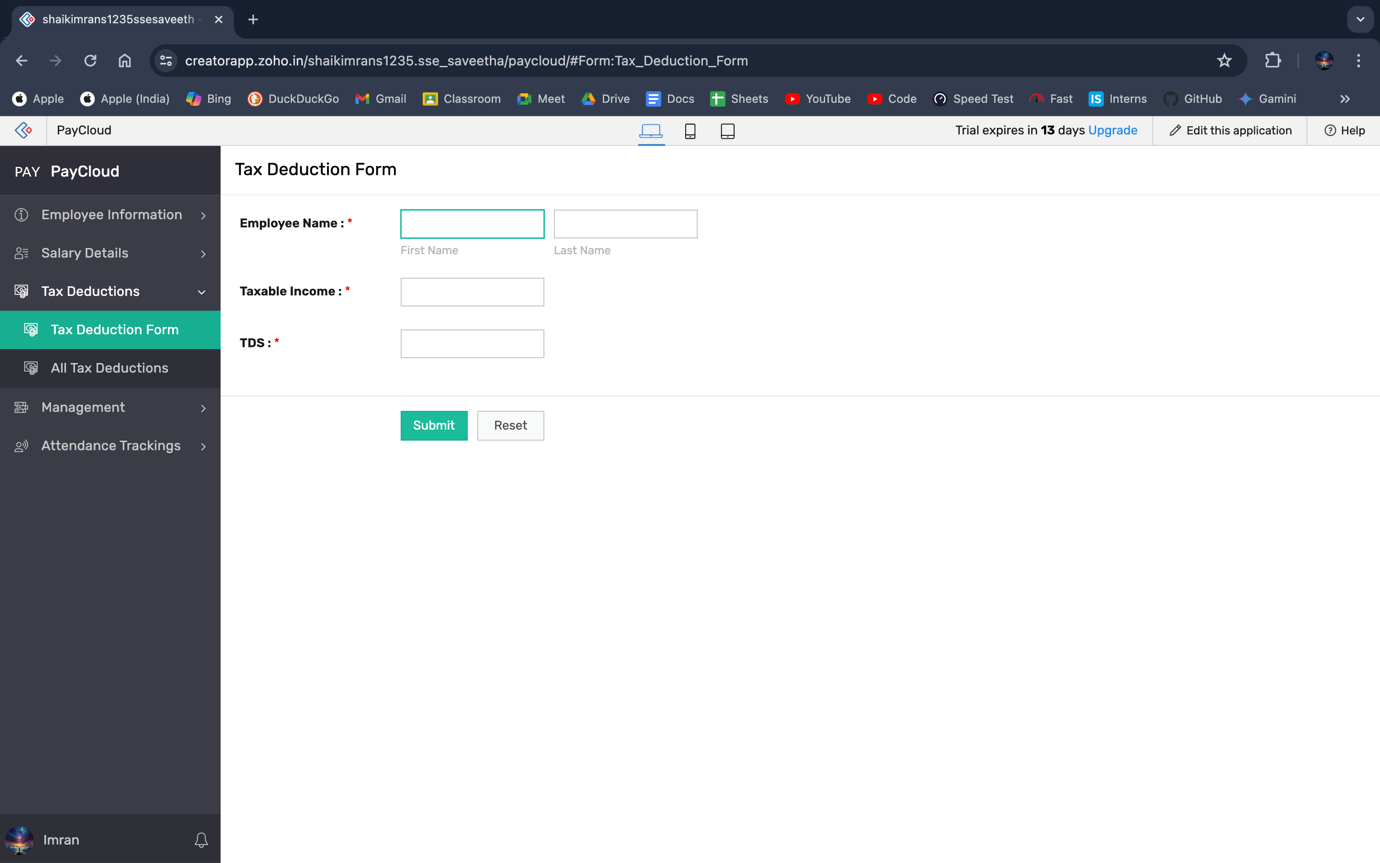 shaikimrans1235ssesaveeth
creatorapp.zoho.in/shaikimrans1235.sse_saveetha/paycloud/#Form:Tax_Deduction_Form
Apple Apple (India) Bing DuckDuckGo Gmail Classroom Meet Drive Docs Sheets YouTube Code Speed Test Fast IS Interns GitHub Gamini
PayCloud Trial expires in 13 days Upgrade Edit this application Help
PAY PayCloud
Employee Information
Salary Details
Tax Deductions
Tax Deduction Form
All Tax Deductions
Management
Attendance Trackings
Imran
Tax Deduction Form
Employee Name : *
First Name Last Name
Taxable Income : *
TDS : *
Submit Reset